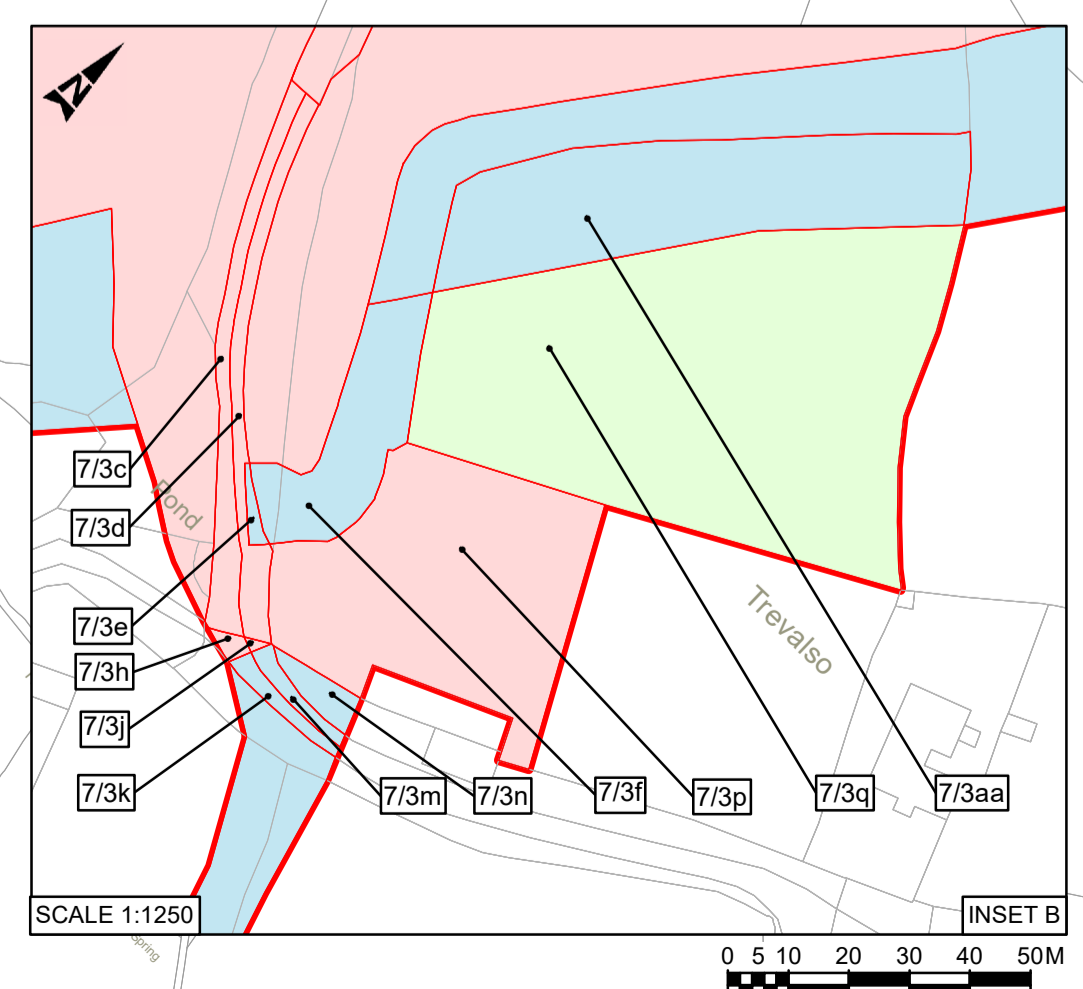 N
7/3c
Pond
7/3d
7/3e
7/3h
7/3j
7/3k
7/3m
7/3n
7/3f
7/3p
7/3q
7/3aa
Trevalso
SCALE 1:1250
INSET B
Spring
0 5 10 20 30 40 50M